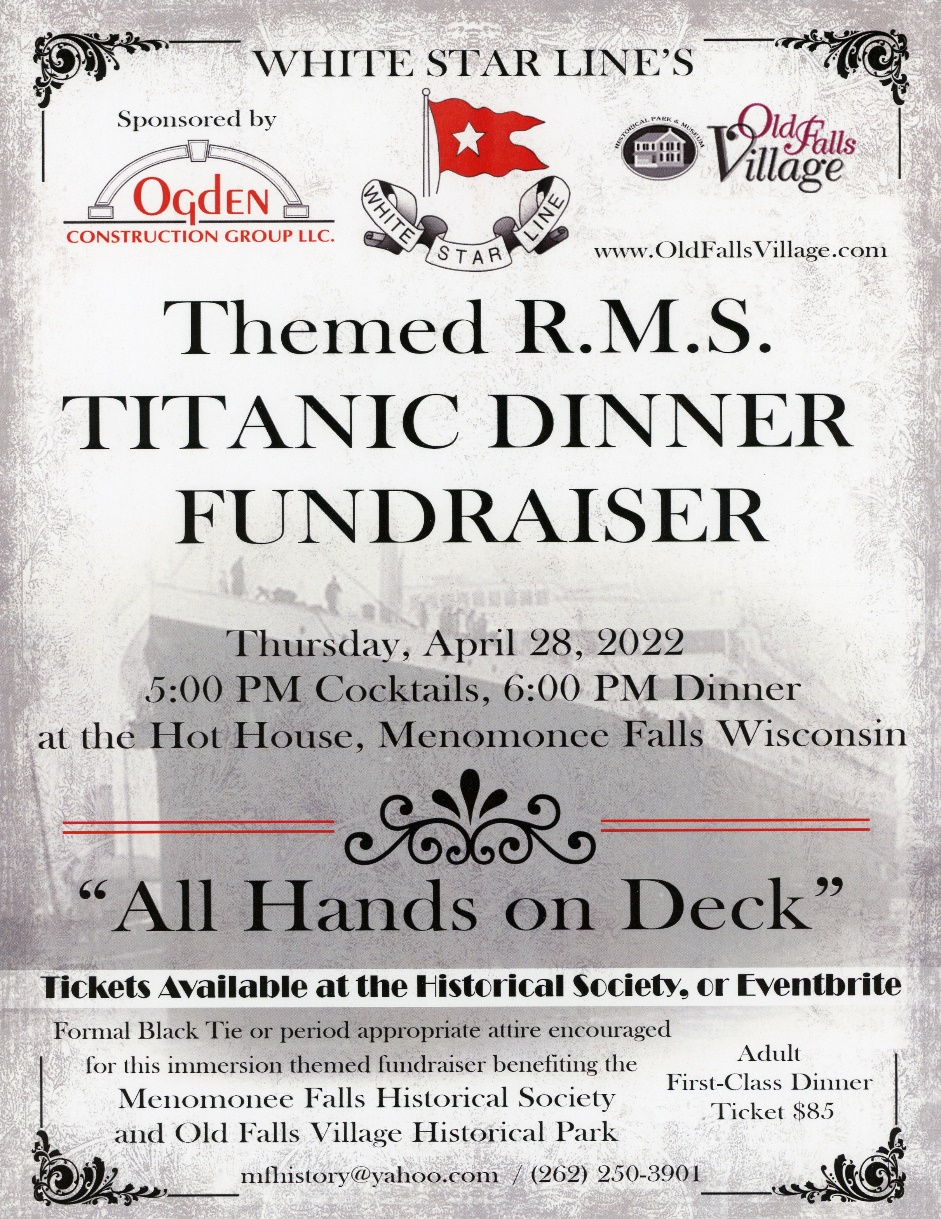 WHITE STAR LINE'S
Sponsored by
Ogden
CONSTRUCTION GROUP LLC.
WHITE STAR LINE
HISTORICAL PARK & MUSEUM
Old Falls
Village
www.OldFallsVillage.com
Themed R.M.S.
TITANIC DINNER
FUNDRAISER
Thursday, April 28, 2022
5:00 PM Cocktails, 6:00 PM Dinner
at the Hot House, Menomonee Falls Wisconsin
“All Hands on Deck”
Tickets Available at the Historical Society, or Eventbrite
Formal Black Tie or period appropriate attire encouraged
for this immersion themed fundraiser benefiting the
Menomonee Falls Historical Society
and Old Falls Village Historical Park
Adult
First-Class Dinner
Ticket $85
mfhistory@yahoo.com / (262) 250-3901